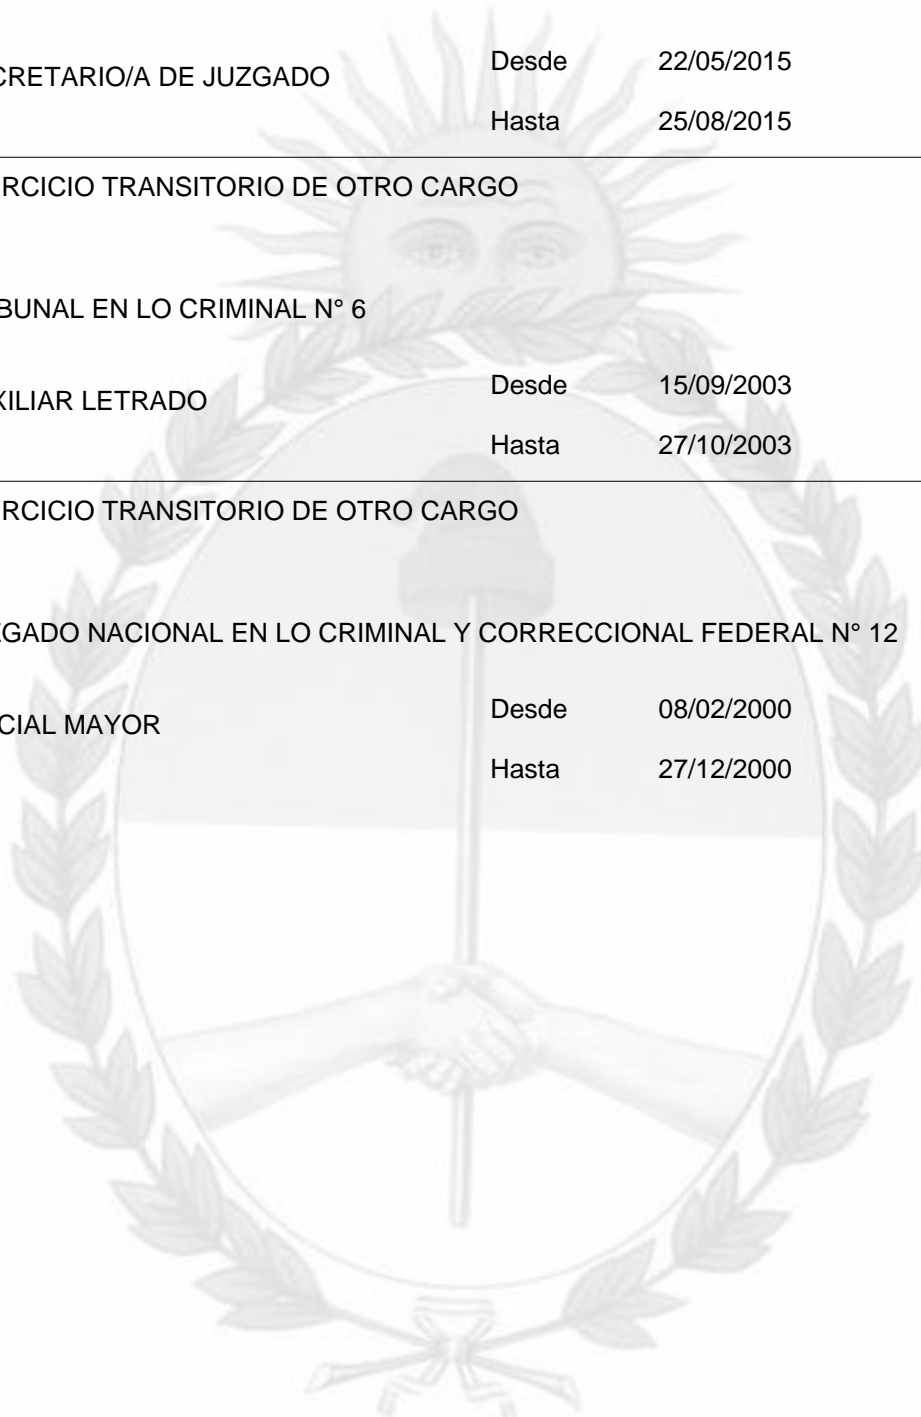 CRETARIO/A DE JUZGADO Desde 22/05/2015
Hasta 25/08/2015
RCICIO TRANSITORIO DE OTRO CARGO
BUNAL EN LO CRIMINAL N° 6
XILIAR LETRADO Desde 15/09/2003
Hasta 27/10/2003
RCICIO TRANSITORIO DE OTRO CARGO
ZGADO NACIONAL EN LO CRIMINAL Y CORRECCIONAL FEDERAL N° 12
CIAL MAYOR Desde 08/02/2000
Hasta 27/12/2000